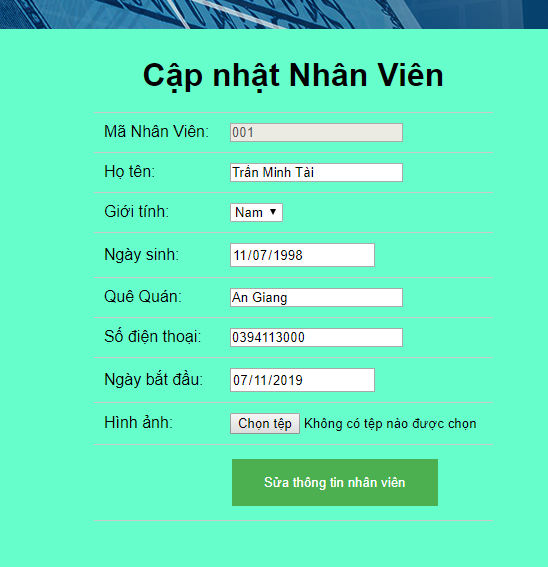 Cập nhật Nhân Viên
Mã Nhân Viên: 001
Họ tên: Trần Minh Tài
Giới tính: Nam
Ngày sinh: 11/07/1998
Quê Quán: An Giang
Số điện thoại: 0394113000
Ngày bắt đầu: 07/11/2019
Hình ảnh: Chọn tệp Không có tệp nào được chọn
Sửa thông tin nhân viên